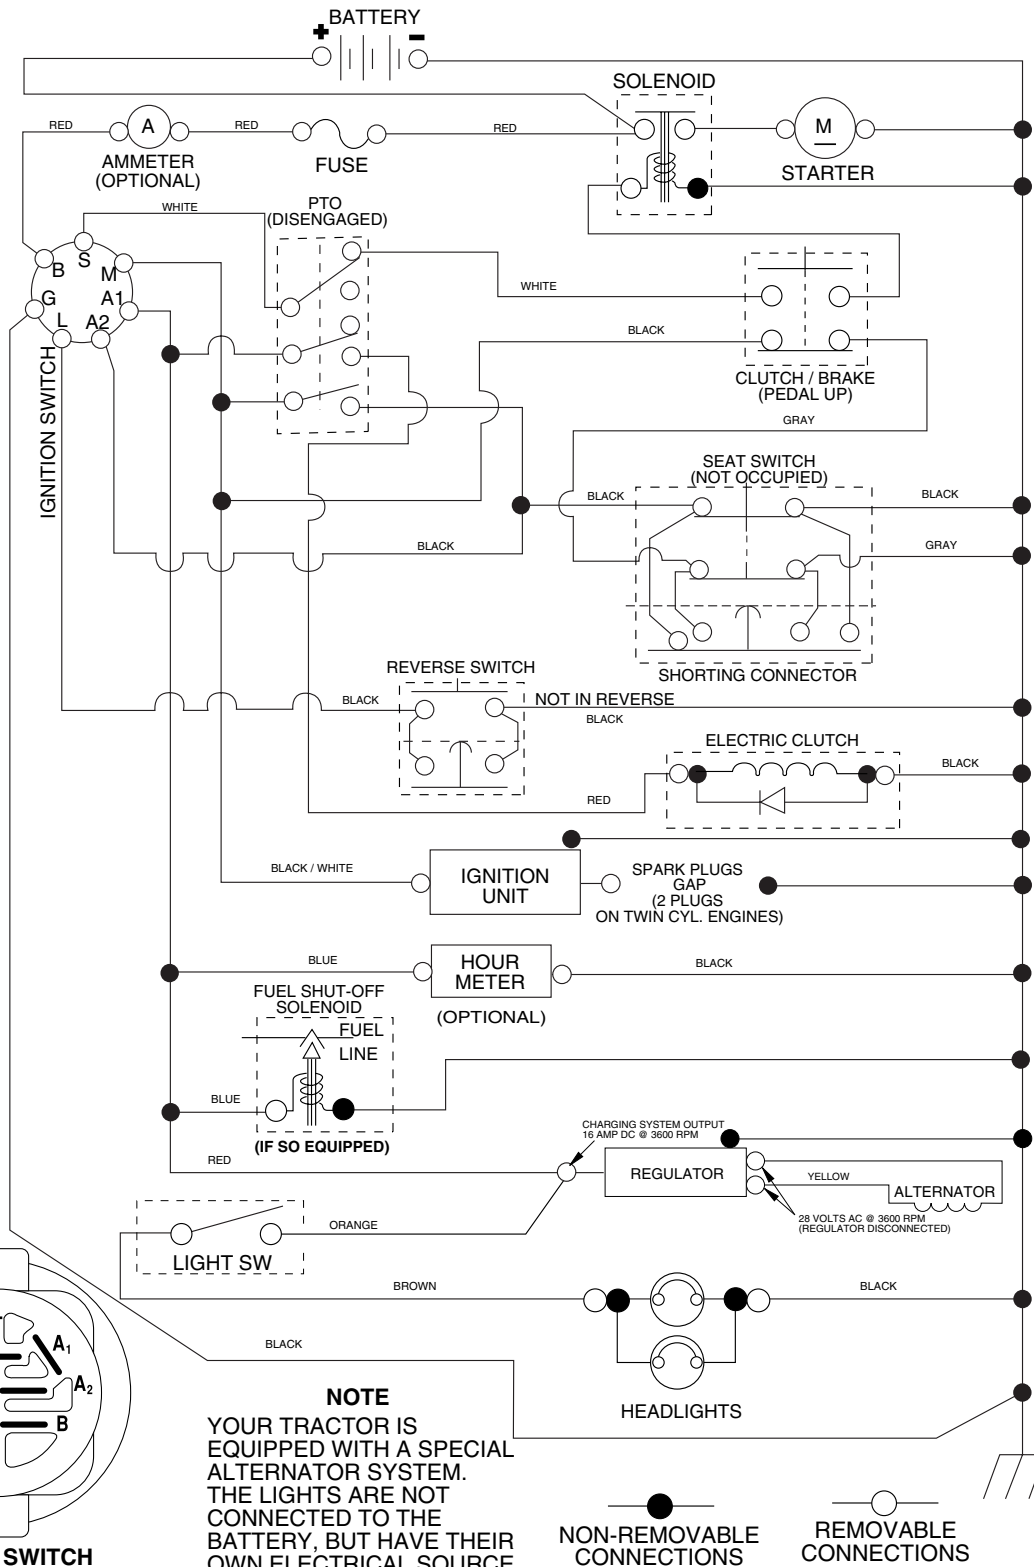 BATTERY
+ -
SOLENOID
RED
A
RED
RED
M
AMMETER
(OPTIONAL)
FUSE
STARTER
WHITE
PTO
(DISENGAGED)
B
S
M
G
A1
L
A2
IGNITION SWITCH
WHITE
BLACK
CLUTCH / BRAKE
(PEDAL UP)
GRAY
SEAT SWITCH
(NOT OCCUPIED)
BLACK
BLACK
BLACK
GRAY
SHORTING CONNECTOR
REVERSE SWITCH
BLACK
NOT IN REVERSE
BLACK
ELECTRIC CLUTCH
BLACK
RED
BLACK / WHITE
IGNITION
UNIT
SPARK PLUGS
GAP
(2 PLUGS
ON TWIN CYL. ENGINES)
BLUE
HOUR
METER
BLACK
(OPTIONAL)
FUEL SHUT-OFF
SOLENOID
FUEL
LINE
BLUE
(IF SO EQUIPPED)
CHARGING SYSTEM OUTPUT
16 AMP DC @ 3600 RPM
RED
REGULATOR
YELLOW
ALTERNATOR
28 VOLTS AC @ 3600 RPM
(REGULATOR DISCONNECTED)
ORANGE
LIGHT SW
BROWN
BLACK
BLACK
HEADLIGHTS
A1
A2
B
SWITCH
NOTE
YOUR TRACTOR IS
EQUIPPED WITH A SPECIAL
ALTERNATOR SYSTEM.
THE LIGHTS ARE NOT
CONNECTED TO THE
BATTERY, BUT HAVE THEIR
OWN ELECTRICAL SOURCE
NON-REMOVABLE
CONNECTIONS
REMOVABLE
CONNECTIONS